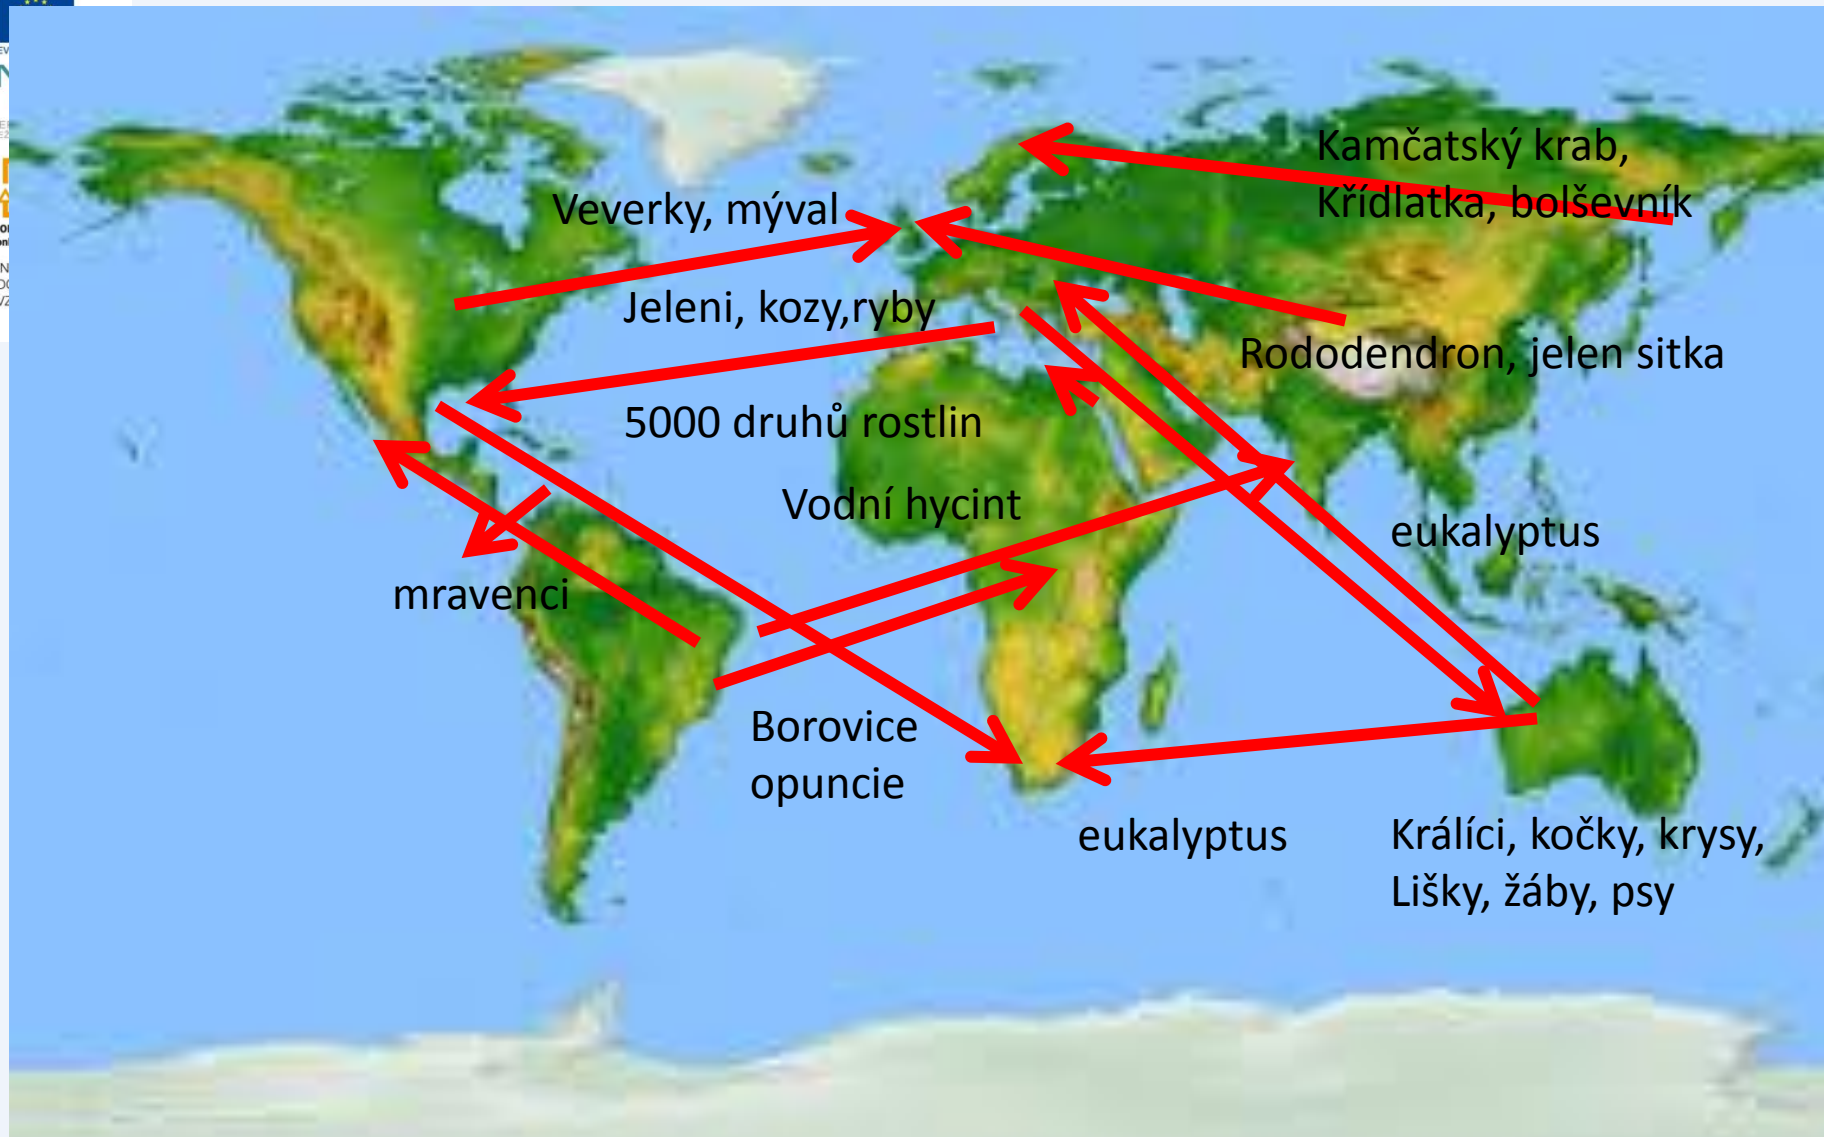 Kamčatský krab,
Křídlatka, bolševník
Veverky, mýval
Jeleni, kozy,ryby
Rododendron, jelen sitka
5000 druhů rostlin
Vodní hycint
eukalyptus
mravenci
Borovice
opuncie
eukalyptus
Králíci, kočky, krysy,
Lišky, žáby, psy